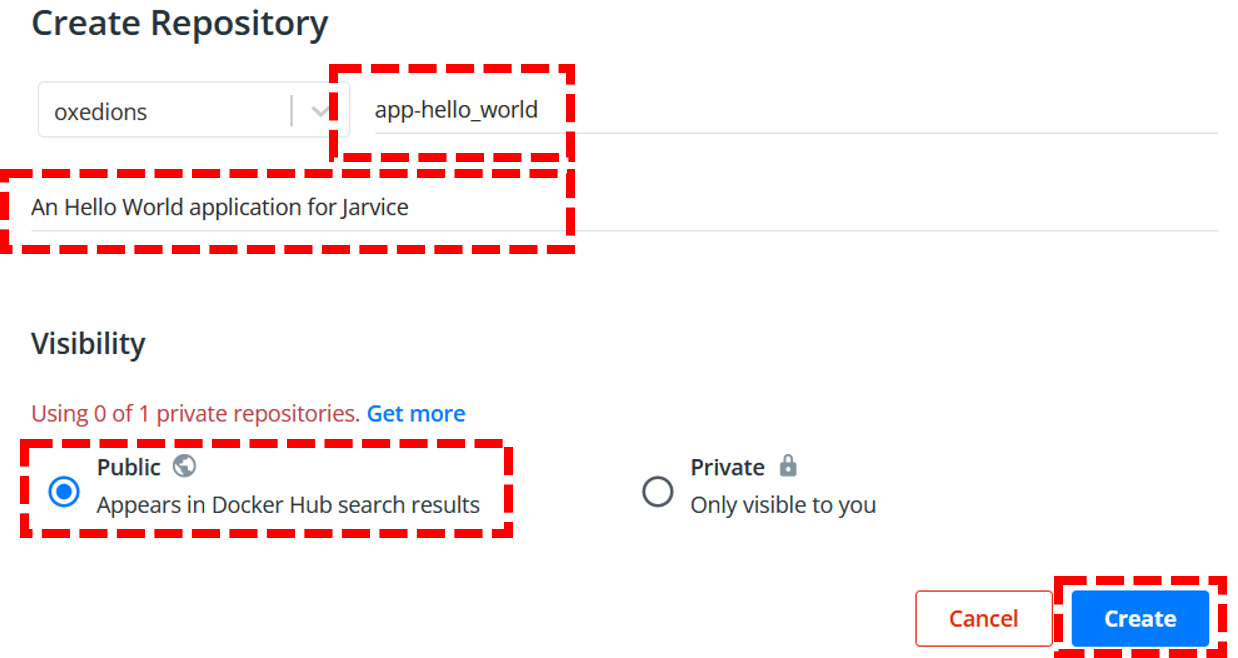 Create Repository
oxedions
app-hello_world
An Hello World application for Jarvice
Visibility
Using 0 of 1 private repositories. Get more
Public
Appears in Docker Hub search results
Private
Only visible to you
Cancel
Create